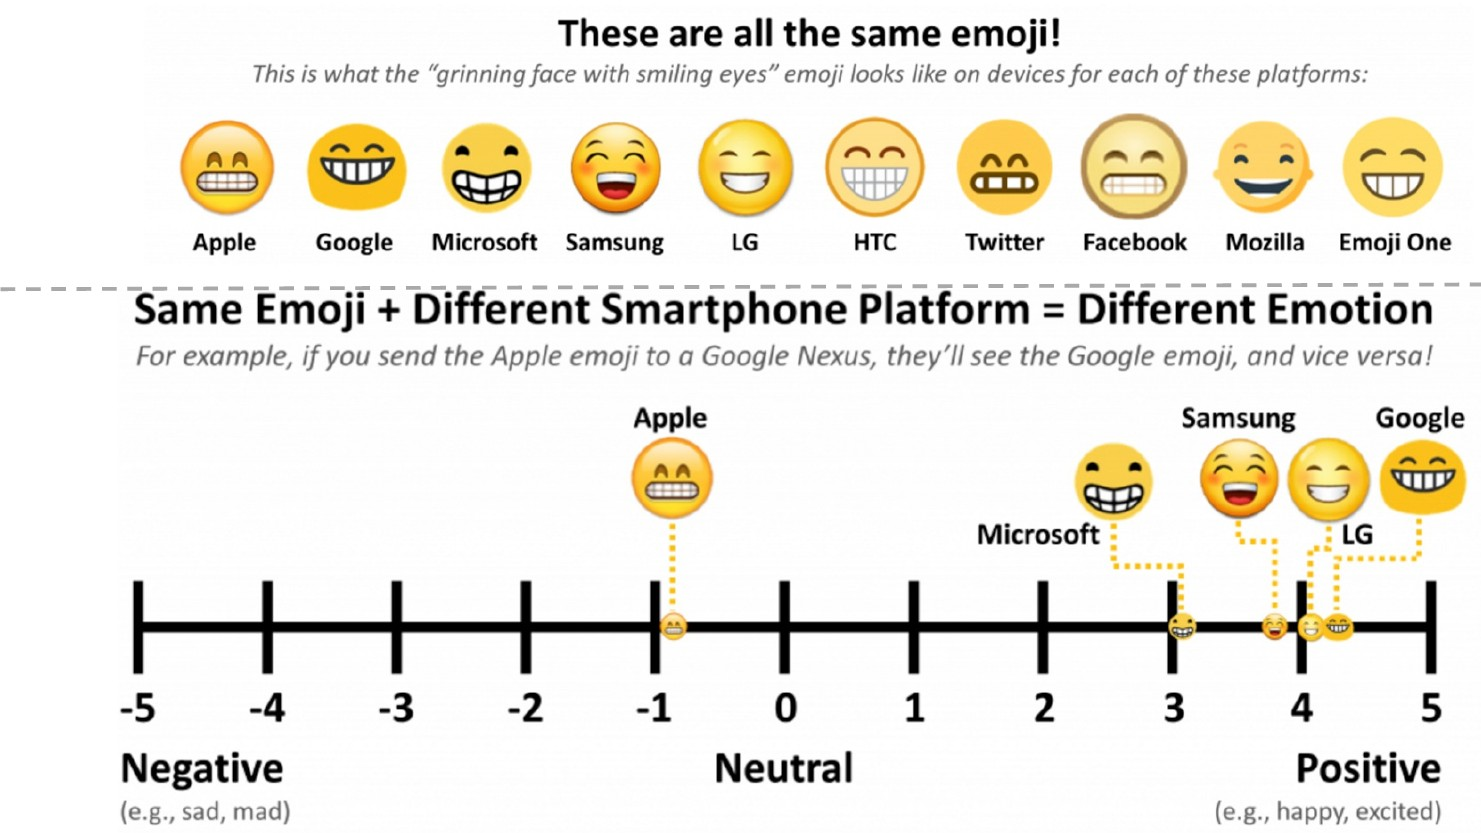 These are all the same emoji!
This is what the “grinning face with smiling eyes” emoji looks like on devices for each of these platforms:
Apple Google Microsoft Samsung LG HTC Twitter Facebook Mozilla Emoji One
Same Emoji + Different Smartphone Platform = Different Emotion
For example, if you send the Apple emoji to a Google Nexus, they’ll see the Google emoji, and vice versa!
Apple Samsung Google
Microsoft LG
-5 -4 -3 -2 -1 0 1 2 3 4 5
Negative Neutral Positive
(e.g., sad, mad) (e.g., happy, excited)